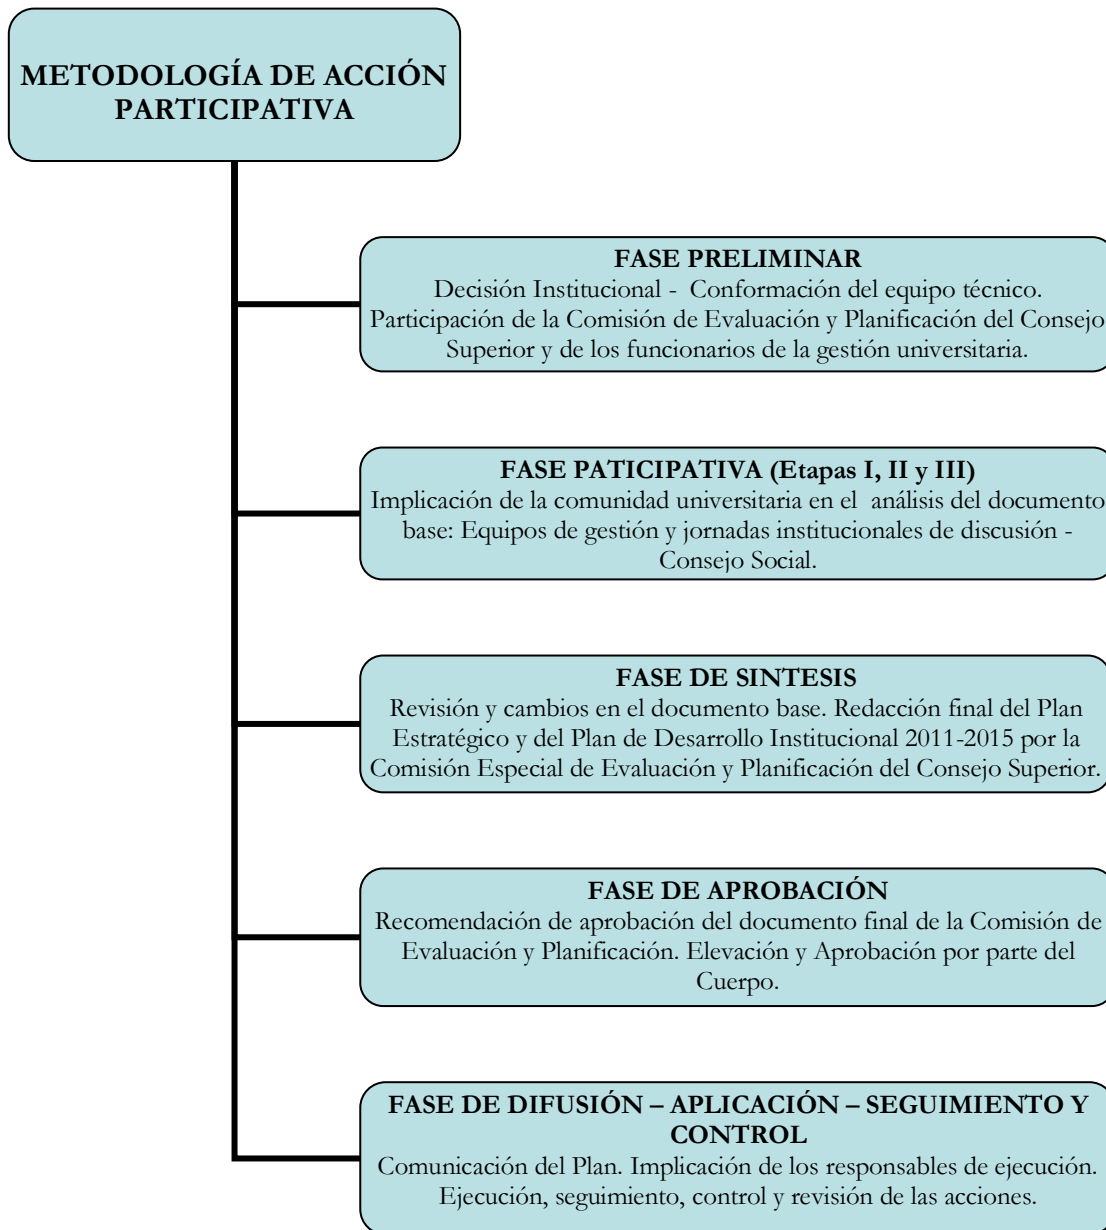 METODOLOGÍA DE ACCIÓN
PARTICIPATIVA
FASE PRELIMINAR
Decisión Institucional - Conformación del equipo técnico.
Participación de la Comisión de Evaluación y Planificación del Consejo
Superior y de los funcionarios de la gestión universitaria.
FASE PATICIPATIVA (Etapas I, II y III)
Implicación de la comunidad universitaria en el análisis del documento
base: Equipos de gestión y jornadas institucionales de discusión -
Consejo Social.
FASE DE SINTESIS
Revisión y cambios en el documento base. Redacción final del Plan
Estratégico y del Plan de Desarrollo Institucional 2011-2015 por la
Comisión Especial de Evaluación y Planificación del Consejo Superior.
FASE DE APROBACIÓN
Recomendación de aprobación del documento final de la Comisión de
Evaluación y Planificación. Elevación y Aprobación por parte del
Cuerpo.
FASE DE DIFUSIÓN – APLICACIÓN – SEGUIMIENTO Y
CONTROL
Comunicación del Plan. Implicación de los responsables de ejecución.
Ejecución, seguimiento, control y revisión de las acciones.